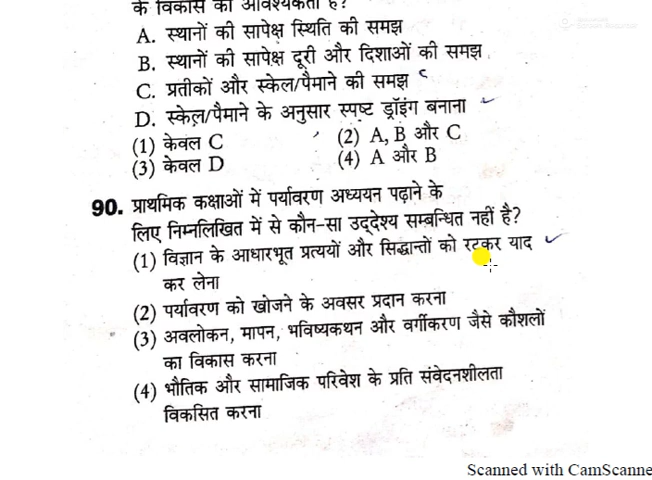 के विकास की आवश्यकता है?
A. स्थानों की सापेक्ष स्थिति की समझ
B. स्थानों की सापेक्ष दूरी और दिशाओं की समझ
C. प्रतीकों और स्केल/पैमाने की समझ
D. स्केल/पैमाने के अनुसार स्पष्ट ड्रॉइंग बनाना
(1) केवल C (2) A, B और C
(3) केवल D (4) A और B
90. प्राथमिक कक्षाओं में पर्यावरण अध्ययन पढ़ाने के
लिए निम्नलिखित में से कौन-सा उद्देश्य सम्बन्धित नहीं है?
(1) विज्ञान के आधारभूत प्रत्ययों और सिद्धान्तों को रटकर याद
कर लेना
(2) पर्यावरण को खोजने के अवसर प्रदान करना
(3) अवलोकन, मापन, भविष्यकथन और वर्गीकरण जैसे कौशलों
का विकास करना
(4) भौतिक और सामाजिक परिवेश के प्रति संवेदनशीलता
विकसित करना
Scanned with CamScanne